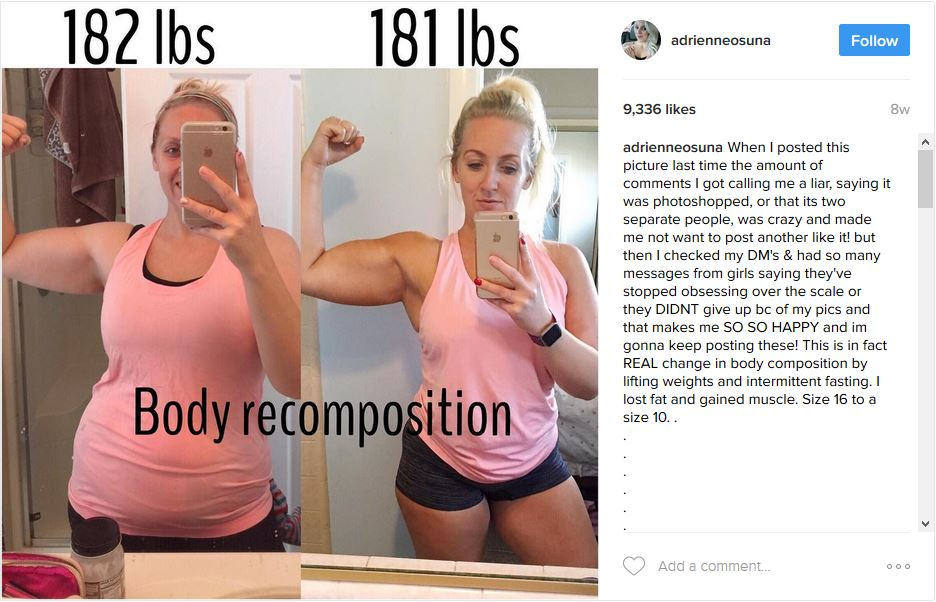 182 lbs
181 lbs
Body recomposition
adrienneosuna
Follow
9,336 likes
8w
adrienneosuna When I posted this
picture last time the amount of
comments I got calling me a liar, saying it
was photoshopped, or that its two
separate people, was crazy and made
me not want to post another like it! but
then I checked my DM's & had so many
messages from girls saying they've
stopped obsessing over the scale or
they DIDNT give up bc of my pics and
that makes me SO SO HAPPY and im
gonna keep posting these! This is in fact
REAL change in body composition by
lifting weights and intermittent fasting. I
lost fat and gained muscle. Size 16 to a
size 10. .
.
.
.
.
.
.
Add a comment...